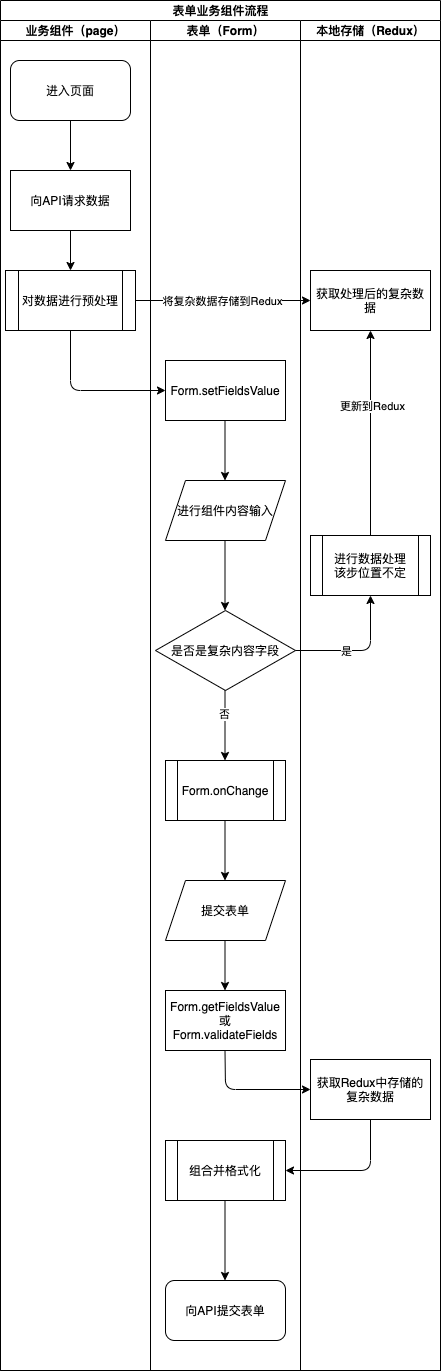 表单业务组件流程
业务组件（page）
表单（Form）
本地存储（Redux）
进入页面
向API请求数据
对数据进行预处理
将复杂数据存储到Redux
获取处理后的复杂数
据
Form.setFieldsValue
更新到Redux
进行组件内容输入
进行数据处理
该步位置不定
是否是复杂内容字段
是
否
Form.onChange
提交表单
Form.getFieldsValue
或
Form.validateFields
获取Redux中存储的
复杂数据
组合并格式化
向API提交表单